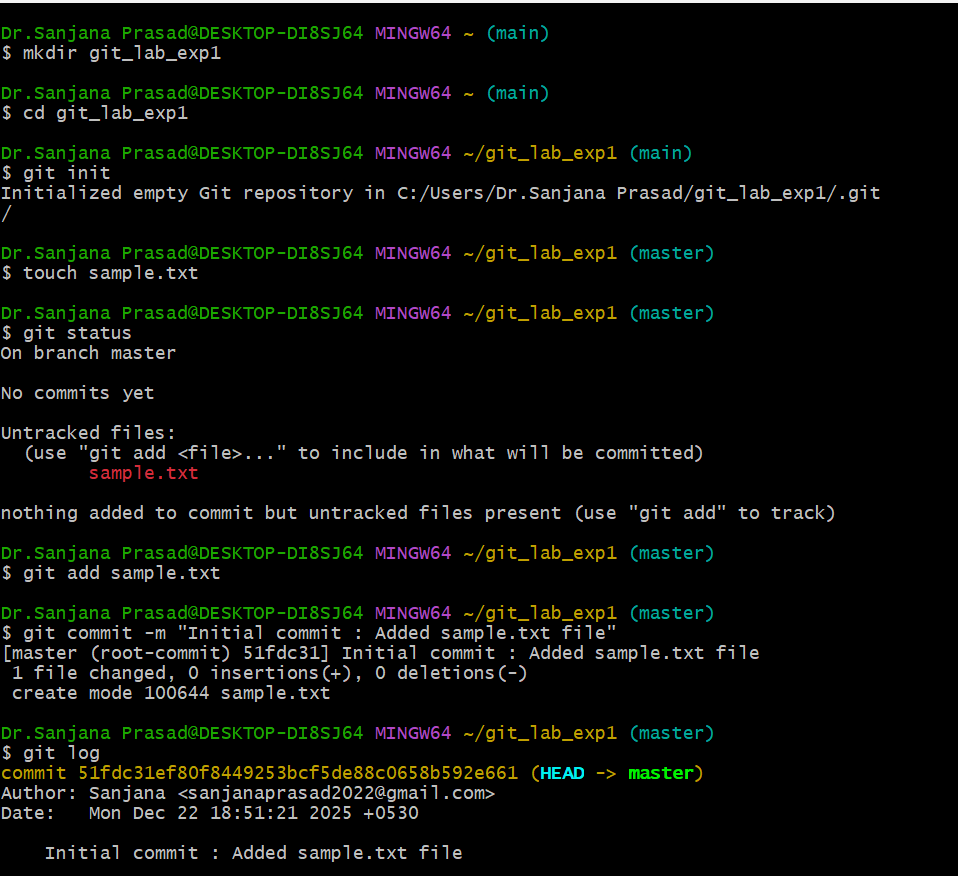 Dr.Sanjana Prasad@DESKTOP-DI8SJ64 MINGW64 ~ (main)
$ mkdir git_lab_exp1
Dr.Sanjana Prasad@DESKTOP-DI8SJ64 MINGW64 ~ (main)
$ cd git_lab_exp1
Dr.Sanjana Prasad@DESKTOP-DI8SJ64 MINGW64 ~/git_lab_exp1 (main)
$ git init
Initialized empty Git repository in C:/Users/Dr.Sanjana Prasad/git_lab_exp1/.git
/
Dr.Sanjana Prasad@DESKTOP-DI8SJ64 MINGW64 ~/git_lab_exp1 (master)
$ touch sample.txt
Dr.Sanjana Prasad@DESKTOP-DI8SJ64 MINGW64 ~/git_lab_exp1 (master)
$ git status
On branch master
No commits yet
Untracked files:
  (use "git add <file>..." to include in what will be committed)
        sample.txt
nothing added to commit but untracked files present (use "git add" to track)
Dr.Sanjana Prasad@DESKTOP-DI8SJ64 MINGW64 ~/git_lab_exp1 (master)
$ git add sample.txt
Dr.Sanjana Prasad@DESKTOP-DI8SJ64 MINGW64 ~/git_lab_exp1 (master)
$ git commit -m "Initial commit : Added sample.txt file"
[master (root-commit) 51fdc31] Initial commit : Added sample.txt file
 1 file changed, 0 insertions(+), 0 deletions(-)
 create mode 100644 sample.txt
Dr.Sanjana Prasad@DESKTOP-DI8SJ64 MINGW64 ~/git_lab_exp1 (master)
$ git log
commit 51fdc31ef80f8449253bcf5de88c0658b592e661 (HEAD -> master)
Author: Sanjana <sanjanaprasad2022@gmail.com>
Date:   Mon Dec 22 18:51:21 2025 +0530
    Initial commit : Added sample.txt file